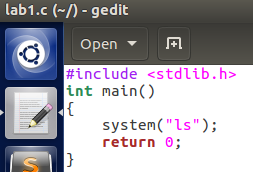 lab1.c (~/) - gedit
Open
#include <stdlib.h>
int main()
{
    system("ls");
    return 0;
}